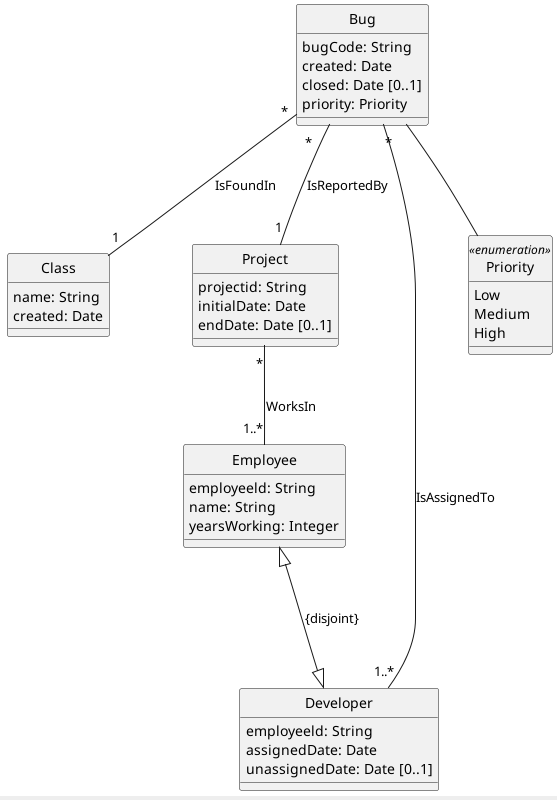 Bug
bugCode: String
created: Date
closed: Date [0..1]
priority: Priority
*
*
*
IsFoundIn
IsReportedBy
1
1
Class
name: String
created: Date
Project
projectid: String
initialDate: Date
endDate: Date [0..1]
«enumeration»
Priority
Low
Medium
High
*
WorksIn
1..*
Employee
employeeId: String
name: String
yearsWorking: Integer
IsAssignedTo
{disjoint}
1..*
Developer
employeeId: String
assignedDate: Date
unassignedDate: Date [0..1]